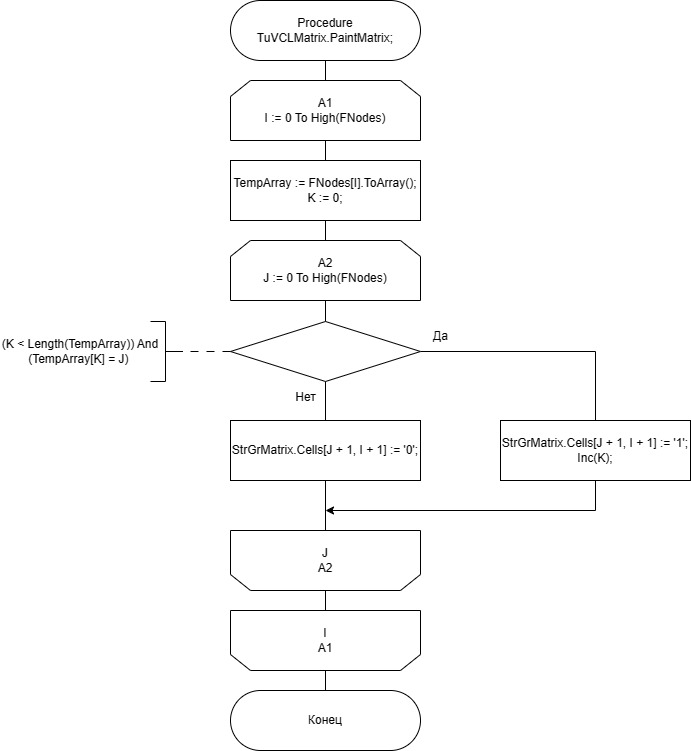 Procedure
TuVCLMatrix.PaintMatrix;
A1
I := 0 To High(FNodes)
TempArray := FNodes[I].ToArray();
K := 0;
A2
J := 0 To High(FNodes)
(K < Length(TempArray)) And
(TempArray[K] = J)
Да
Нет
StrGrMatrix.Cells[J + 1, I + 1] := '0';
StrGrMatrix.Cells[J + 1, I + 1] := '1';
Inc(K);
J
A2
I
A1
Конец